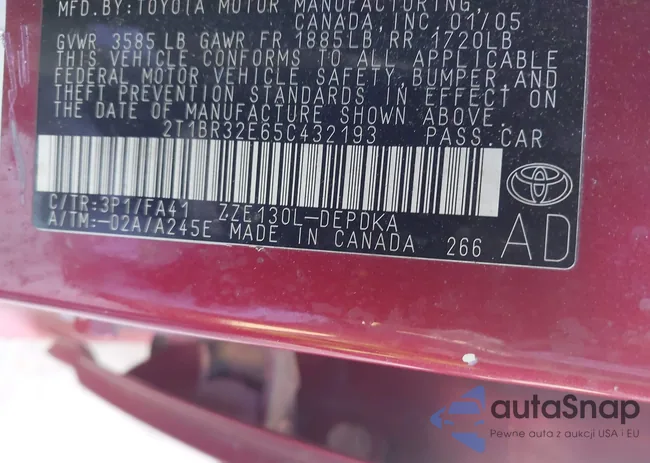 MFD.BY:TOYOTA MOTOR MANUFACTURING,
CANADA, INC. 01/05
GVWR 3585 LB GAWR FR 1885LB, RR 1720LB
THIS VEHICLE CONFORMS TO ALL APPLICABLE
FEDERAL MOTOR VEHICLE SAFETY, BUMPER, AND
THEFT PREVENTION STANDARDS IN EFFECT ON
THE DATE OF MANUFACTURE SHOWN ABOVE.
2T1BR32E65C432193 PASS.CAR
C/TR:3P1/FA41 ZZE130L-DEPDKA
A/TM:-02A/A245E MADE IN CANADA 266 AD
autaSnap
Pewne auta z aukcji USA i EU